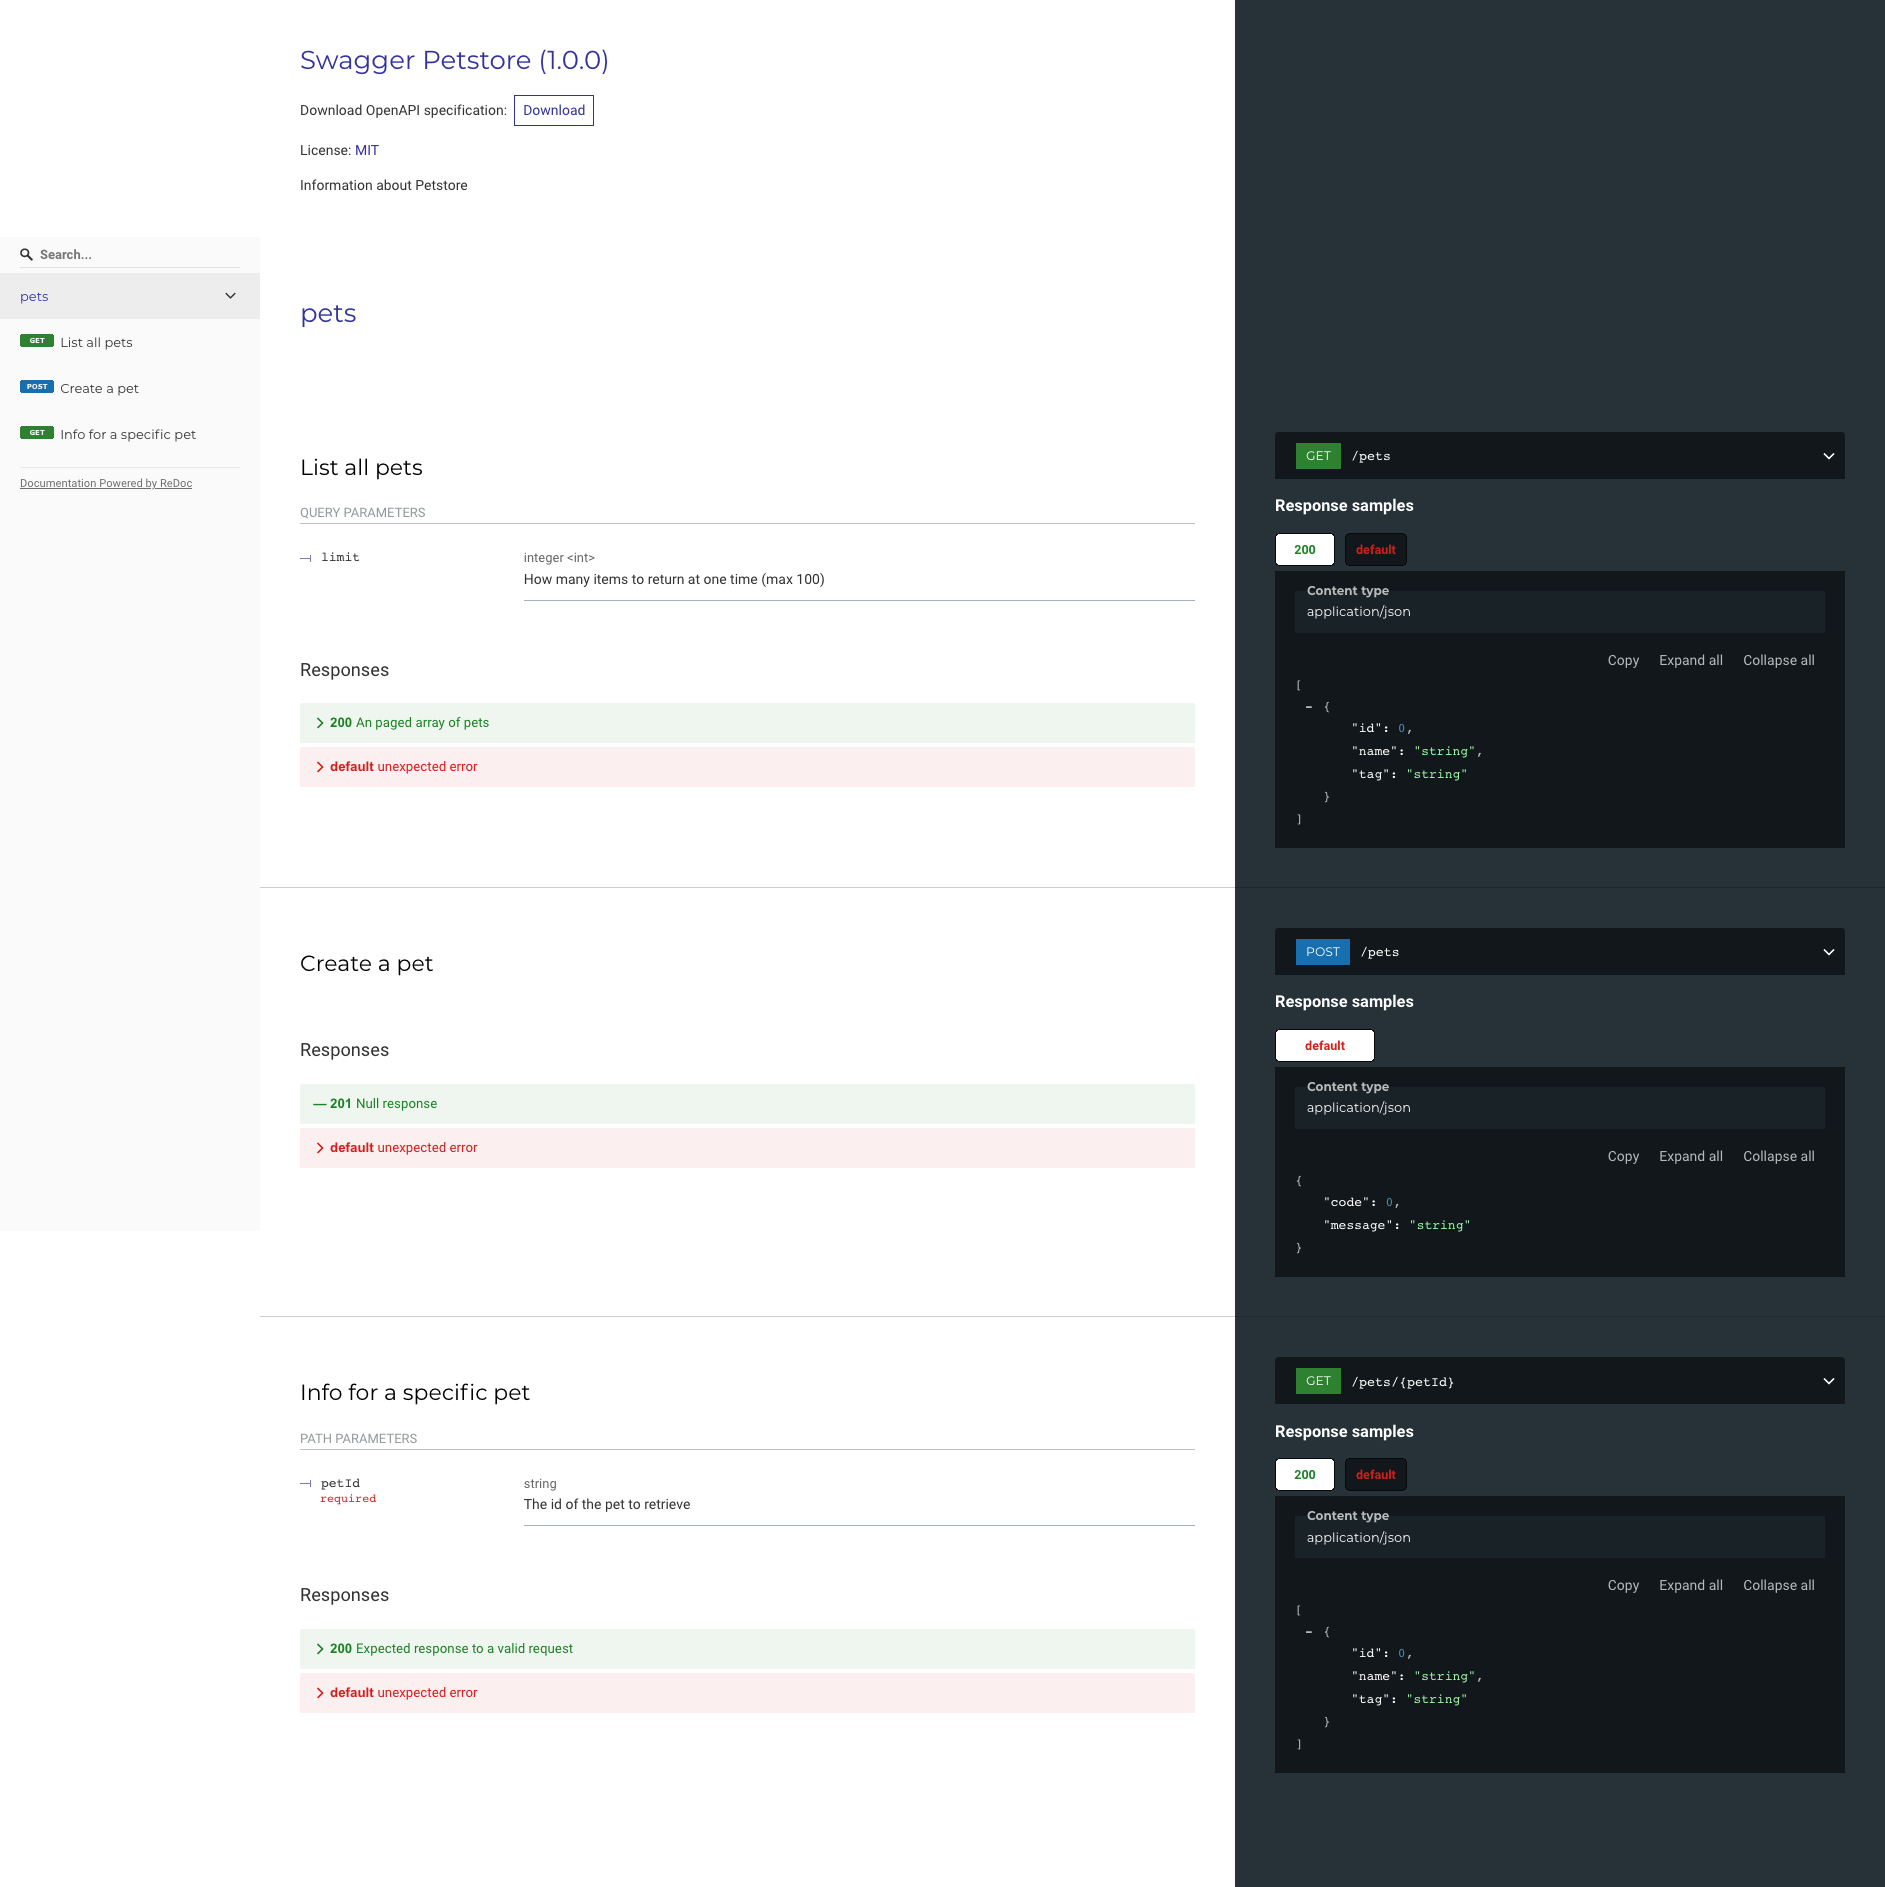 Swagger Petstore (1.0.0)
Download OpenAPI specification: Download
License: MIT
Information about Petstore
Search...
pets
GET List all pets
POST Create a pet
GET Info for a specific pet
Documentation Powered by ReDoc
pets
List all pets
QUERY PARAMETERS
limit
integer <int>
How many items to return at one time (max 100)
Responses
200 An paged array of pets
default unexpected error
GET /pets
Response samples
200 default
Content type
application/json
Copy Expand all Collapse all
[
- {
"id": 0,
"name": "string",
"tag": "string"
}
]
Create a pet
Responses
— 201 Null response
default unexpected error
POST /pets
Response samples
default
Content type
application/json
Copy Expand all Collapse all
{
"code": 0,
"message": "string"
}
Info for a specific pet
PATH PARAMETERS
petId
required
string
The id of the pet to retrieve
Responses
200 Expected response to a valid request
default unexpected error
GET /pets/{petId}
Response samples
200 default
Content type
application/json
Copy Expand all Collapse all
[
- {
"id": 0,
"name": "string",
"tag": "string"
}
]